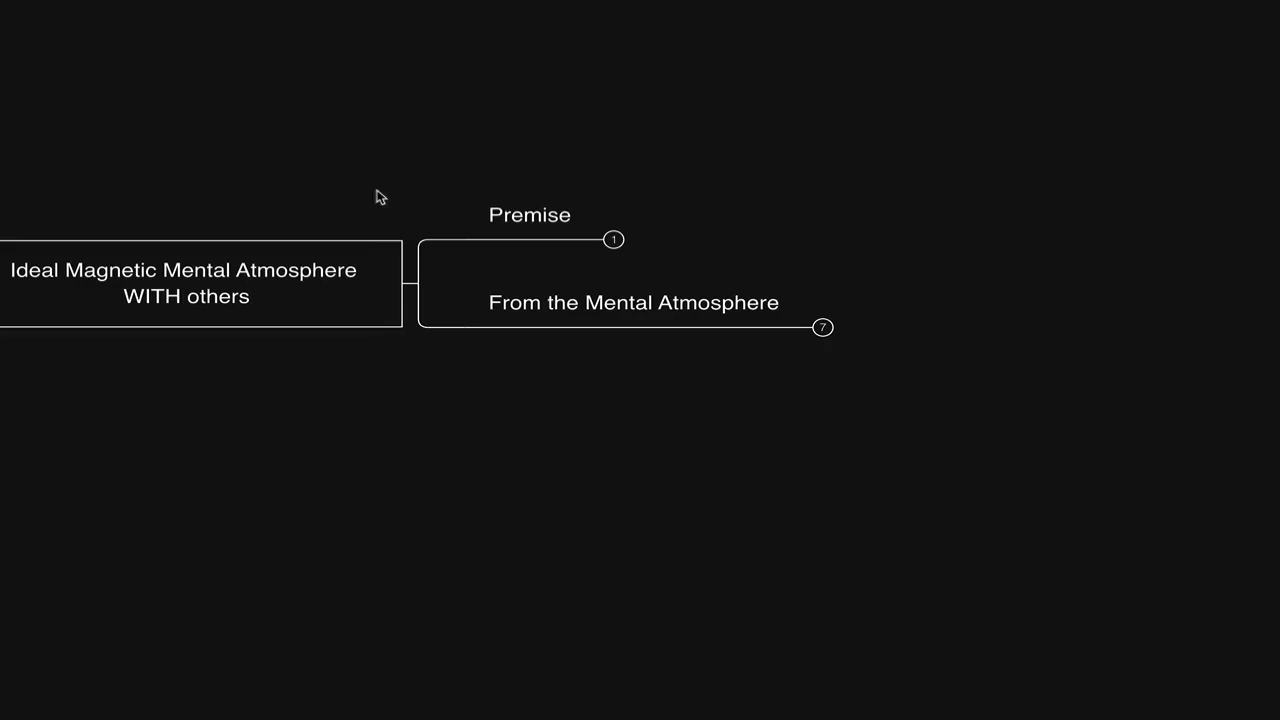 Premise
1
Ideal Magnetic Mental Atmosphere
WITH others
From the Mental Atmosphere
7